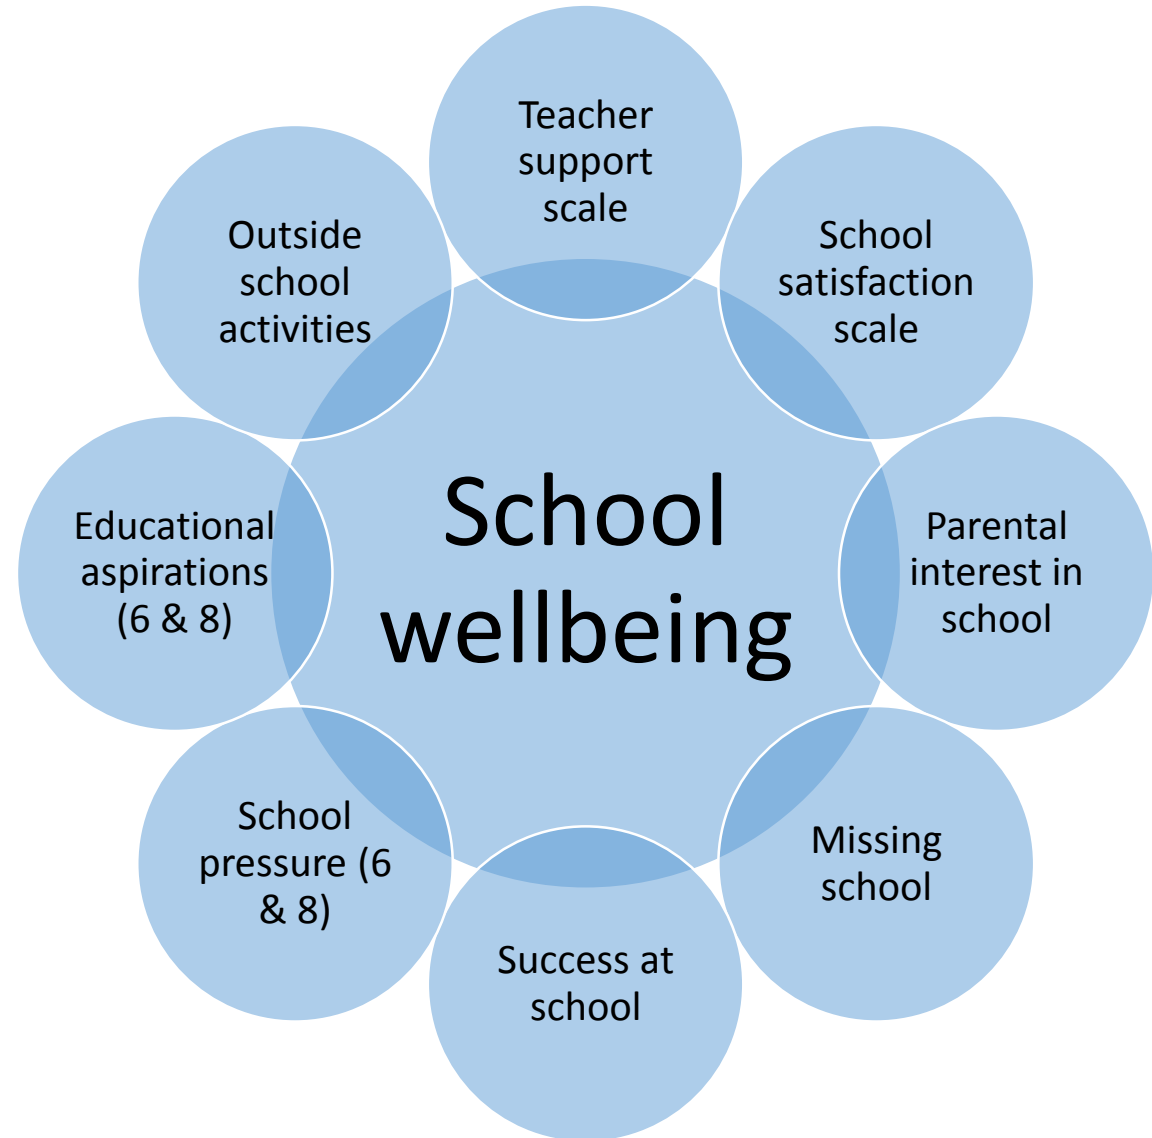 Teacher
support
scale
School
satisfaction
scale
Parental
interest in
school
Missing
school
Success at
school
School
pressure (6
& 8)
Educational
aspirations
(6 & 8)
Outside
school
activities
School
wellbeing